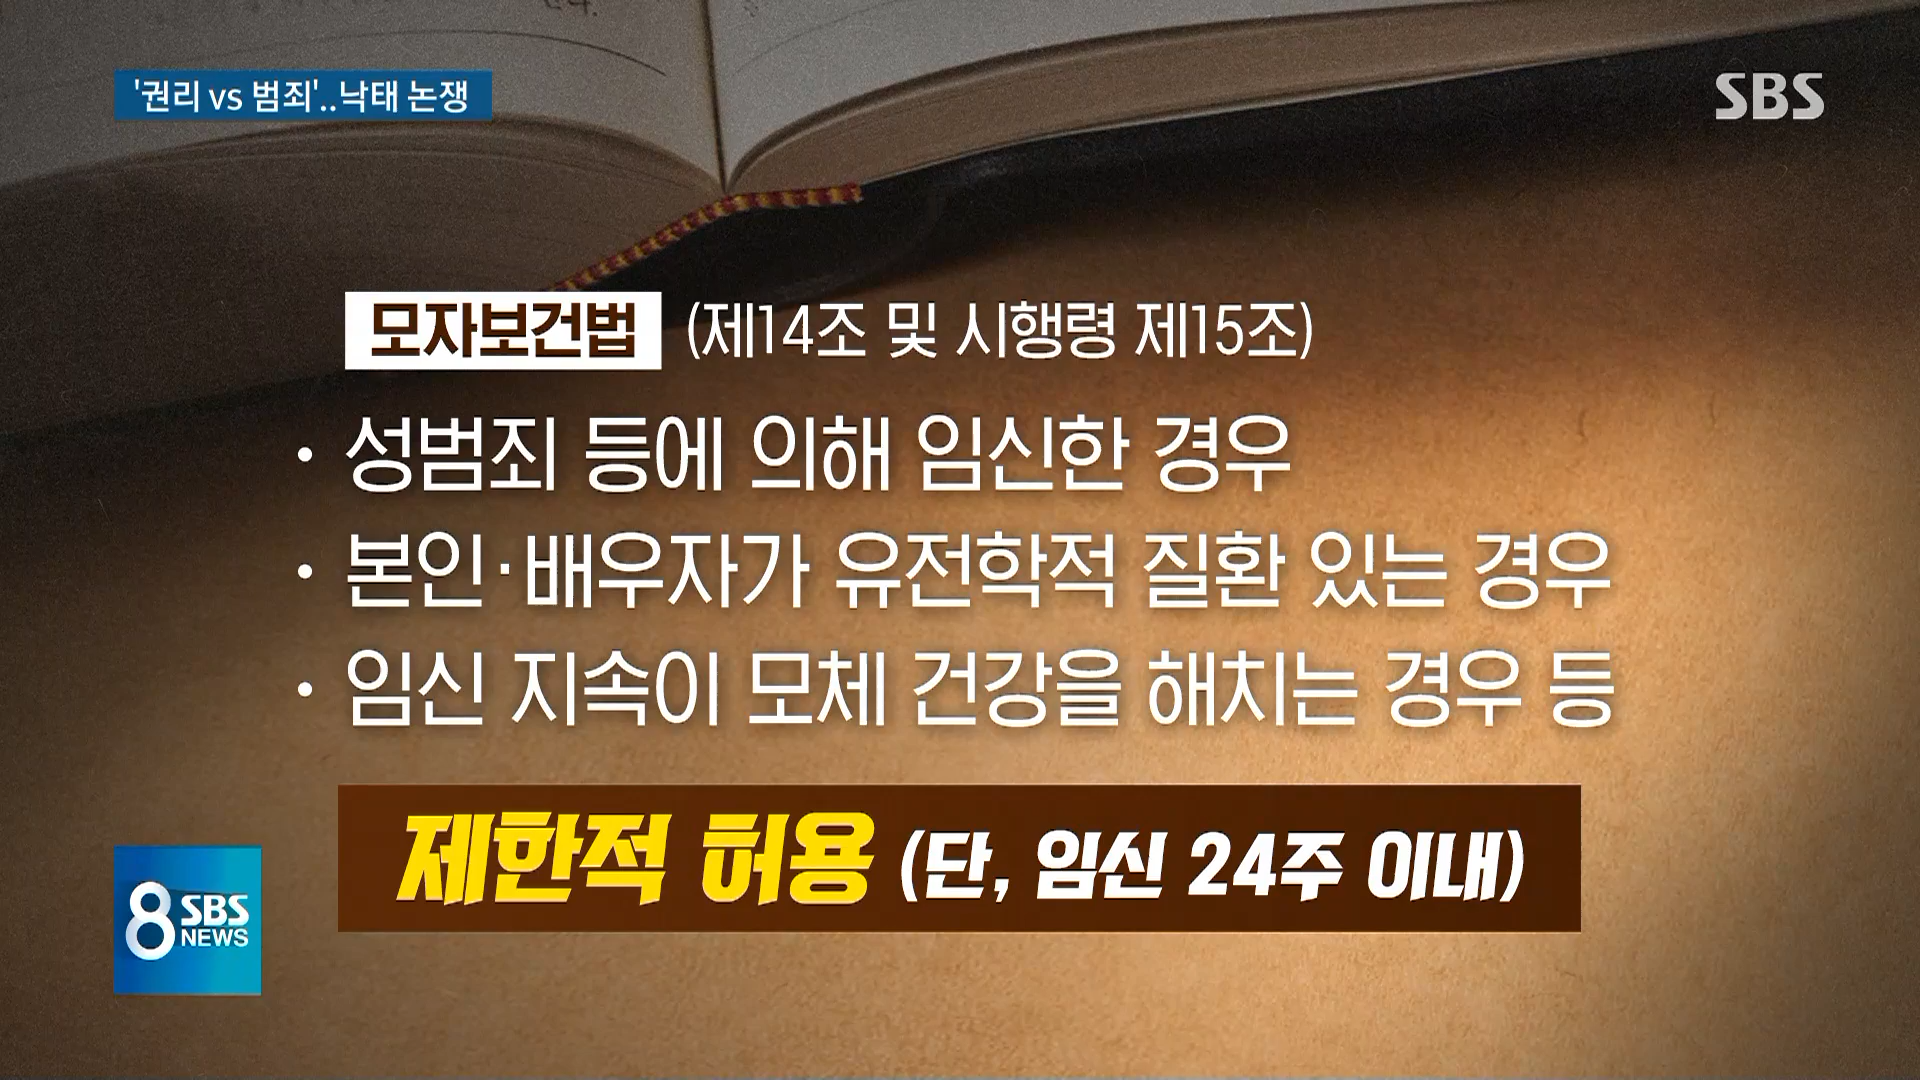 '권리 vs 범죄'..낙태 논쟁
SBS
모자보건법 (제14조 및 시행령 제15조)
· 성범죄 등에 의해 임신한 경우
· 본인·배우자가 유전학적 질환 있는 경우
· 임신 지속이 모체 건강을 해치는 경우 등
제한적 허용 (단, 임신 24주 이내)
8 SBS
NEWS